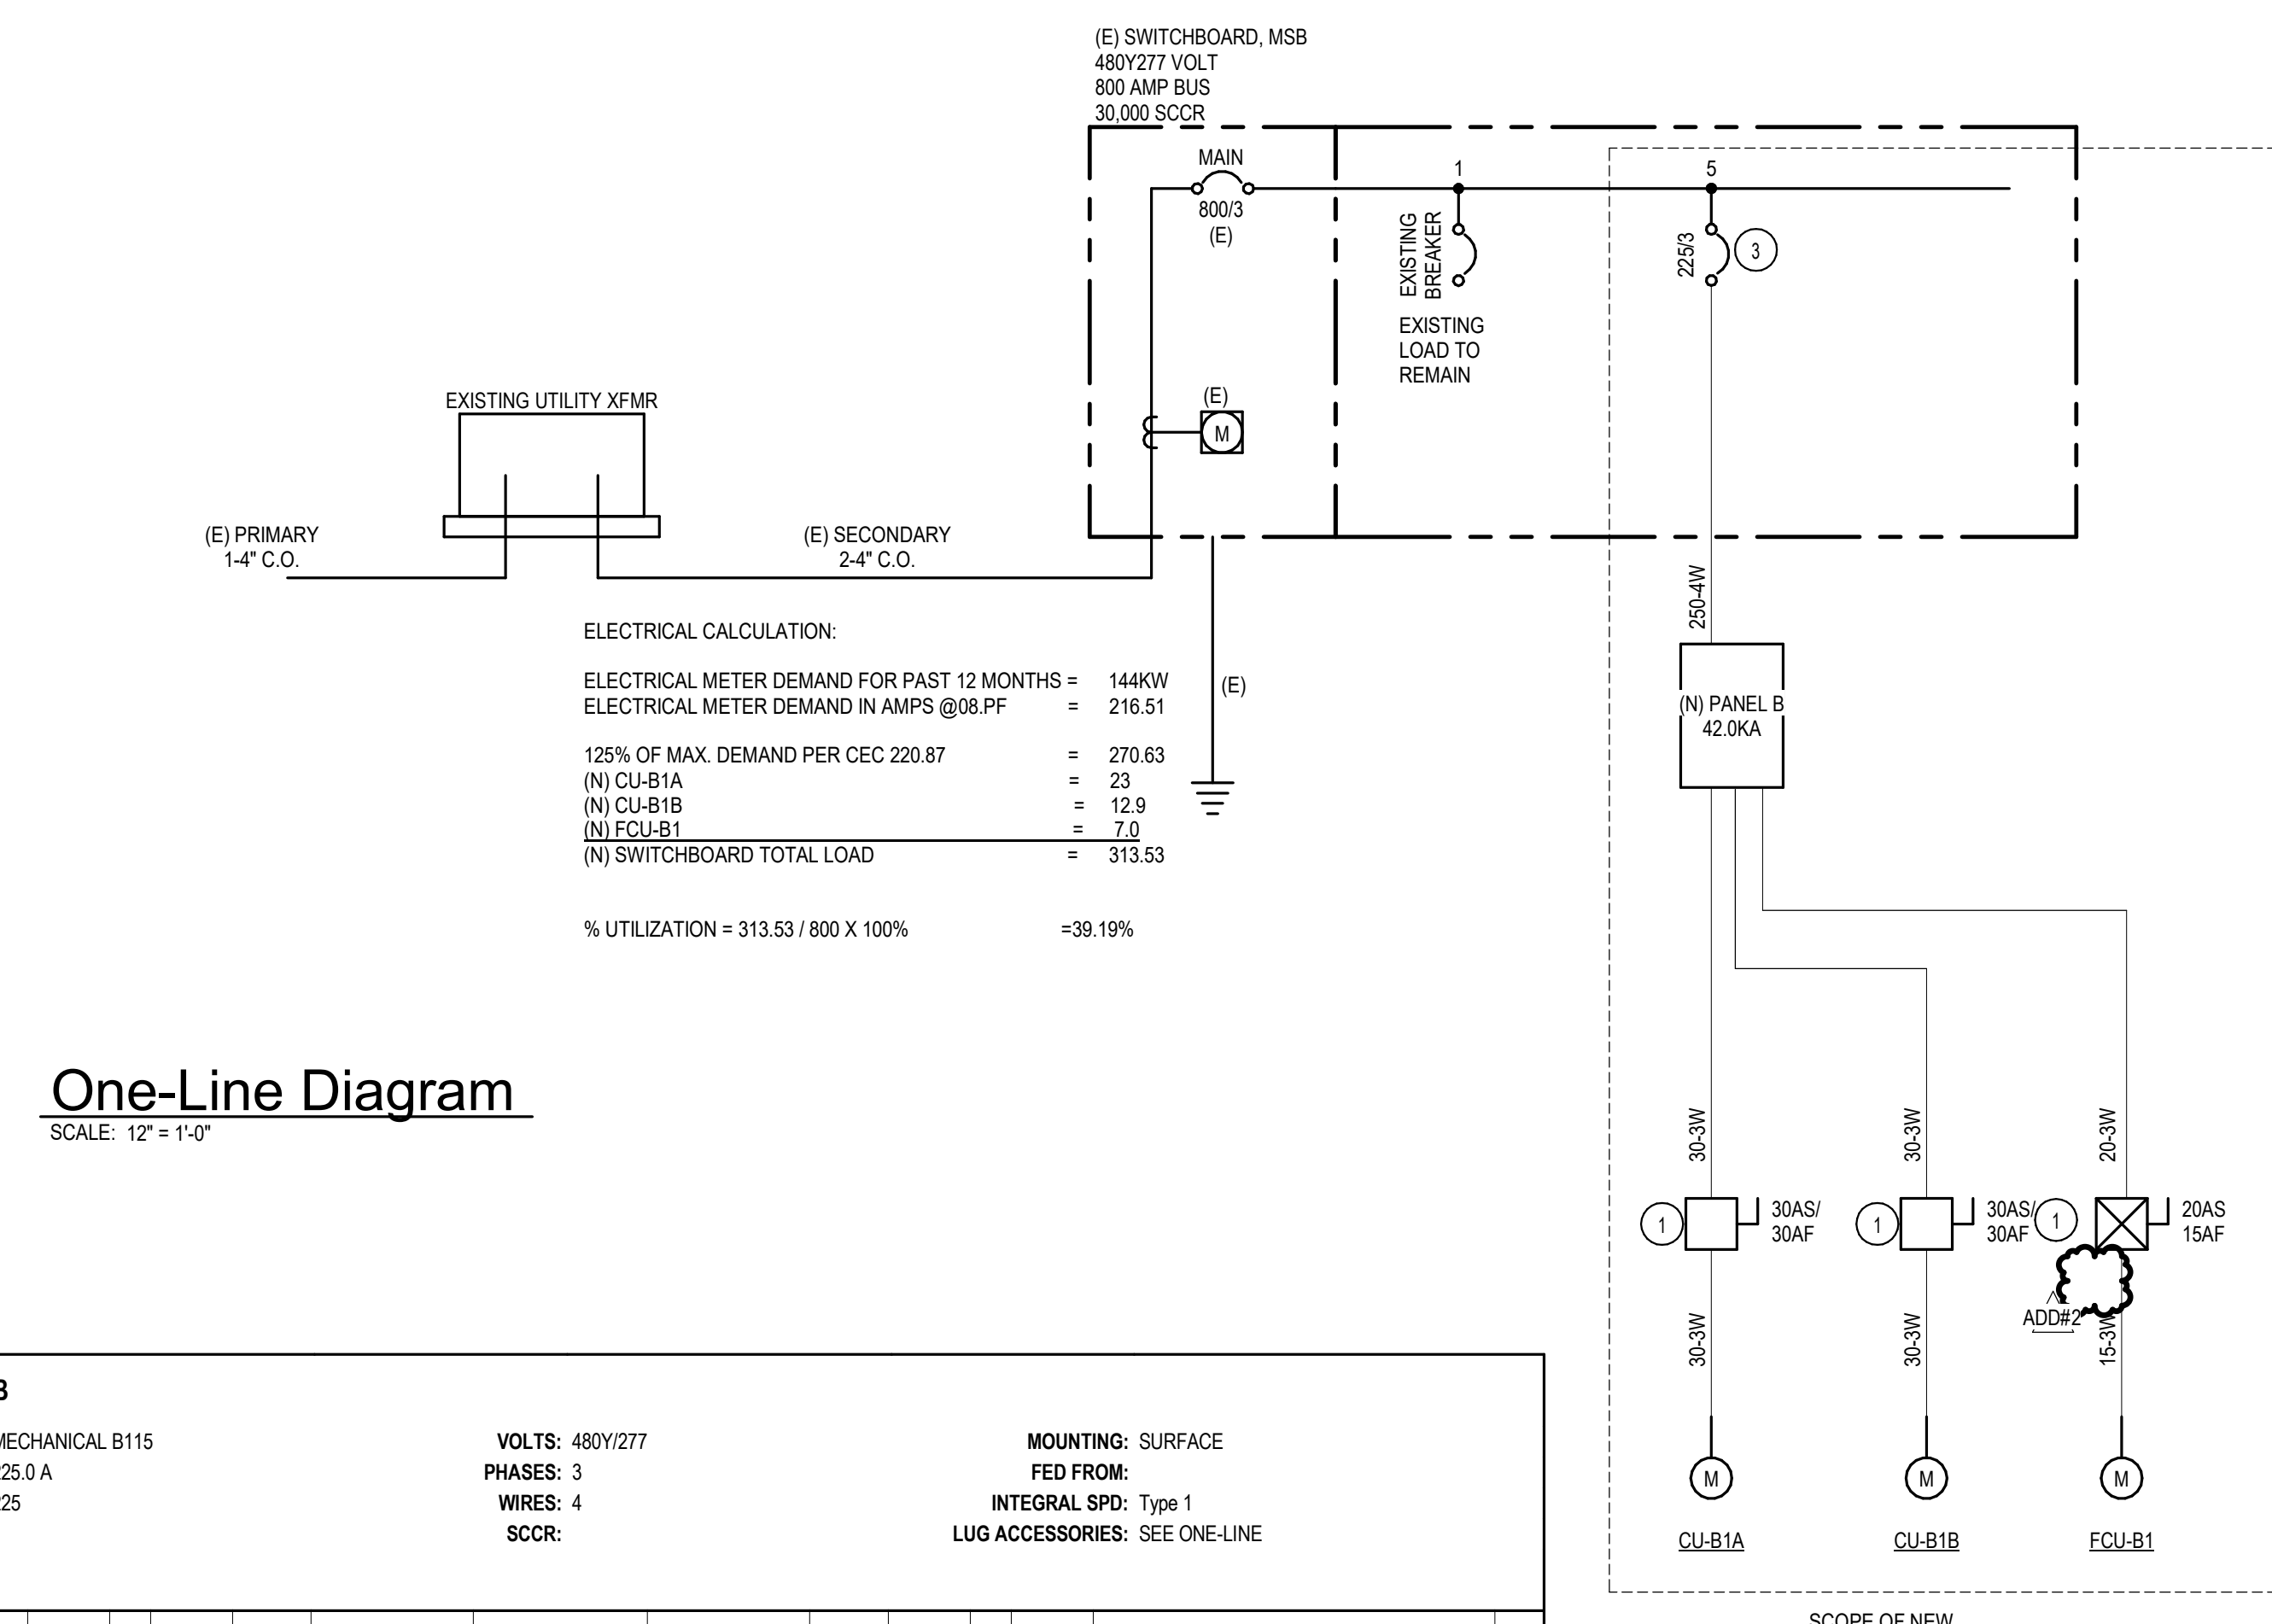 (E) SWITCHBOARD, MSB
480Y277 VOLT
800 AMP BUS
30,000 SCCR
MAIN
800/3
(E)
1
EXISTING
BREAKER
EXISTING
LOAD TO
REMAIN
5
225/3
3
(E)
M
EXISTING UTILITY XFMR
(E) PRIMARY
1-4" C.O.
(E) SECONDARY
2-4" C.O.
(E)
ELECTRICAL CALCULATION:
ELECTRICAL METER DEMAND FOR PAST 12 MONTHS = 144KW
ELECTRICAL METER DEMAND IN AMPS @08.PF = 216.51
125% OF MAX. DEMAND PER CEC 220.87 = 270.63
(N) CU-B1A = 23
(N) CU-B1B = 12.9
(N) FCU-B1 = 7.0
(N) SWITCHBOARD TOTAL LOAD = 313.53
% UTILIZATION = 313.53 / 800 X 100% =39.19%
250-4W
(N) PANEL B
42.0KA
30-3W
30-3W
20-3W
1
30AS/
30AF
1
30AS/
30AF
1
20AS
15AF
ADD#2
30-3W
30-3W
15-3W
M
M
M
CU-B1A
CU-B1B
FCU-B1
SCOPE OF NEW
One-Line Diagram
SCALE: 12" = 1'-0"
B
MECHANICAL B115
25.0 A
225
VOLTS: 480Y/277
PHASES: 3
WIRES: 4
SCCR:
MOUNTING: SURFACE
FED FROM:
INTEGRAL SPD: Type 1
LUG ACCESSORIES: SEE ONE-LINE